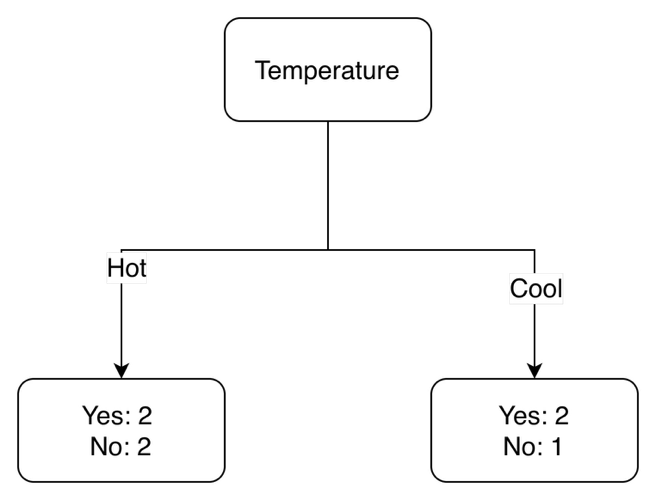 Temperature
Hot
Cool
Yes: 2
No: 2
Yes: 2
No: 1